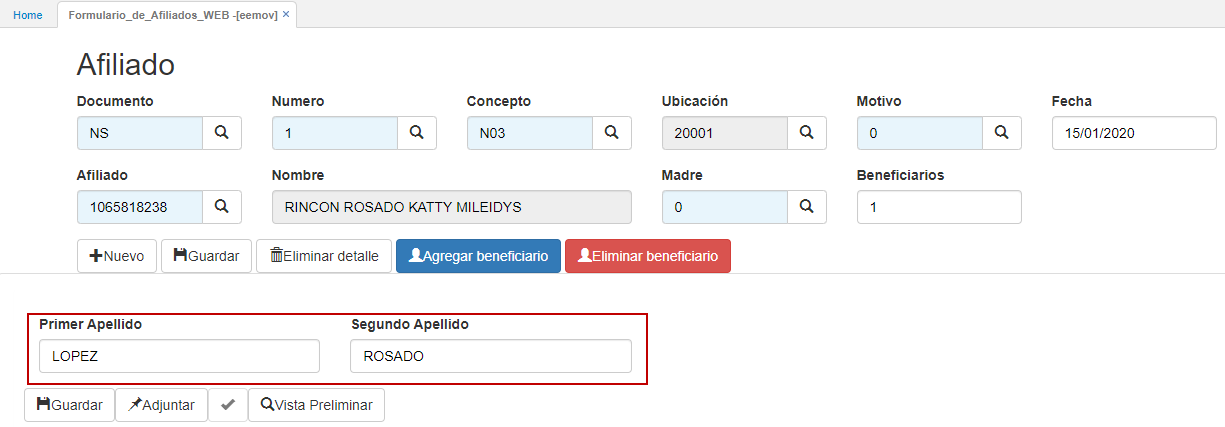 Home Formulario_de_Afiliados_WEB -[eemov] ×
Afiliado
Documento Numero Concepto Ubicación Motivo Fecha
NS 1 N03 20001 0 15/01/2020
Afiliado Nombre Madre Beneficiarios
1065818238 RINCON ROSADO KATTY MILEIDYS 0 1
Nuevo Guardar Eliminar detalle Agregar beneficiario Eliminar beneficiario
Primer Apellido Segundo Apellido
LOPEZ ROSADO
Guardar Adjuntar Vista Preliminar